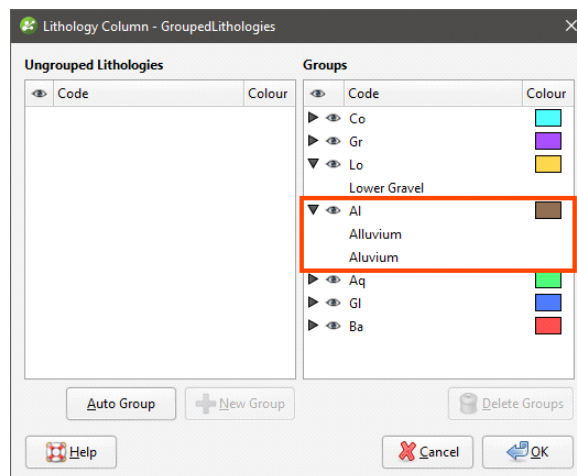 Lithology Column - GroupedLithologies
Ungrouped Lithologies
Groups
Code Colour
Code Colour
Co
Gr
Lo
Lower Gravel
Al
Alluvium
Aluvium
Aq
Gl
Ba
Auto Group
New Group
Delete Groups
Help
Cancel
OK